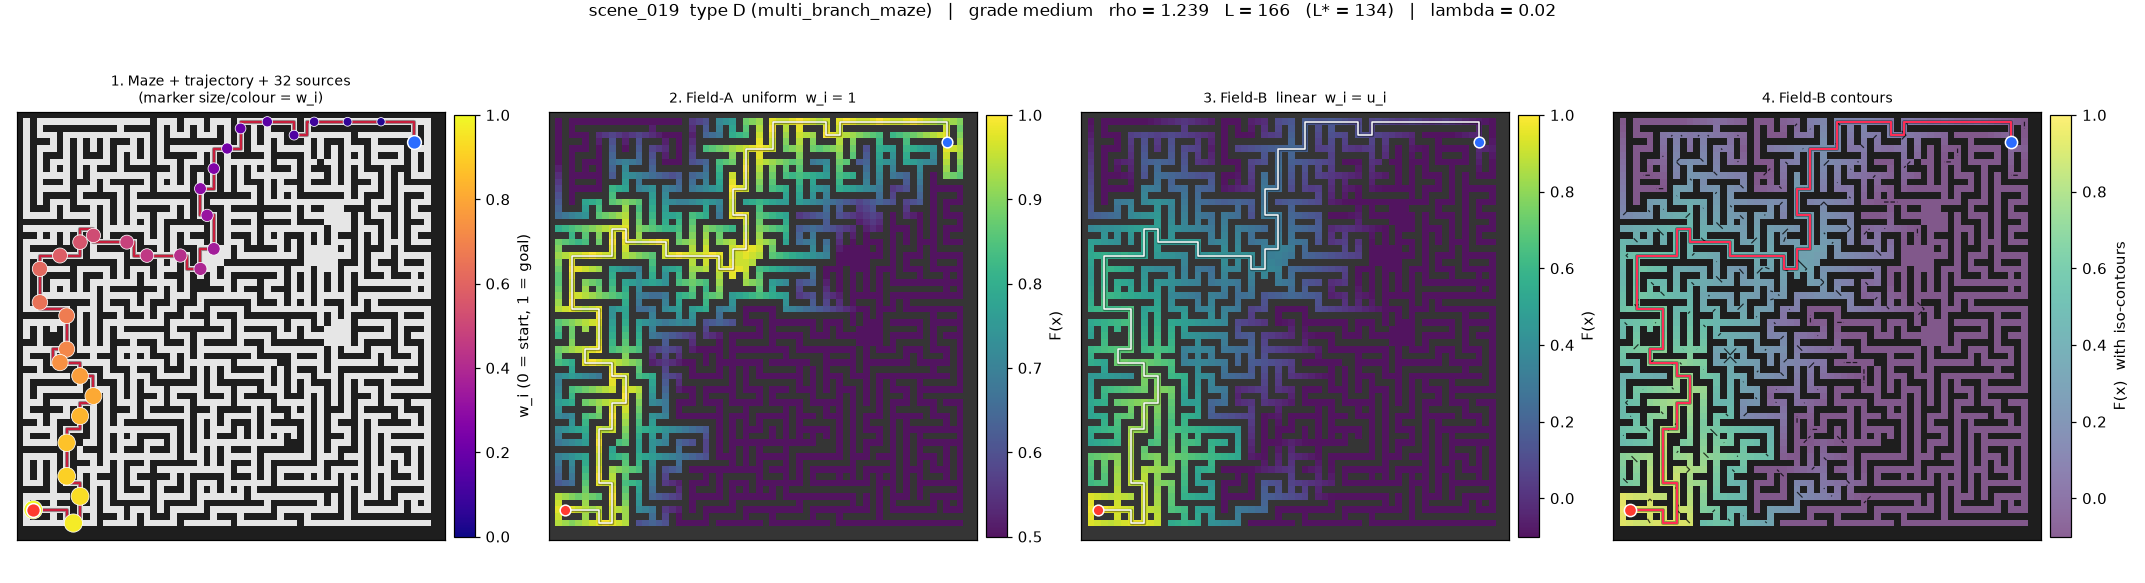 scene_019  type D (multi_branch_maze)   |   grade medium   rho = 1.239   L = 166   (L* = 134)   |   lambda = 0.02
1. Maze + trajectory + 32 sources
(marker size/colour = w_i)
1.0
0.8
0.6
0.4
0.2
0.0
w_i (0 = start, 1 = goal)
2. Field-A  uniform  w_i = 1
1.0
0.9
0.8
0.7
0.6
0.5
F(x)
3. Field-B  linear  w_i = u_i
1.0
0.8
0.6
0.4
0.2
0.0
F(x)
4. Field-B contours
1.0
0.8
0.6
0.4
0.2
0.0
F(x)  with iso-contours